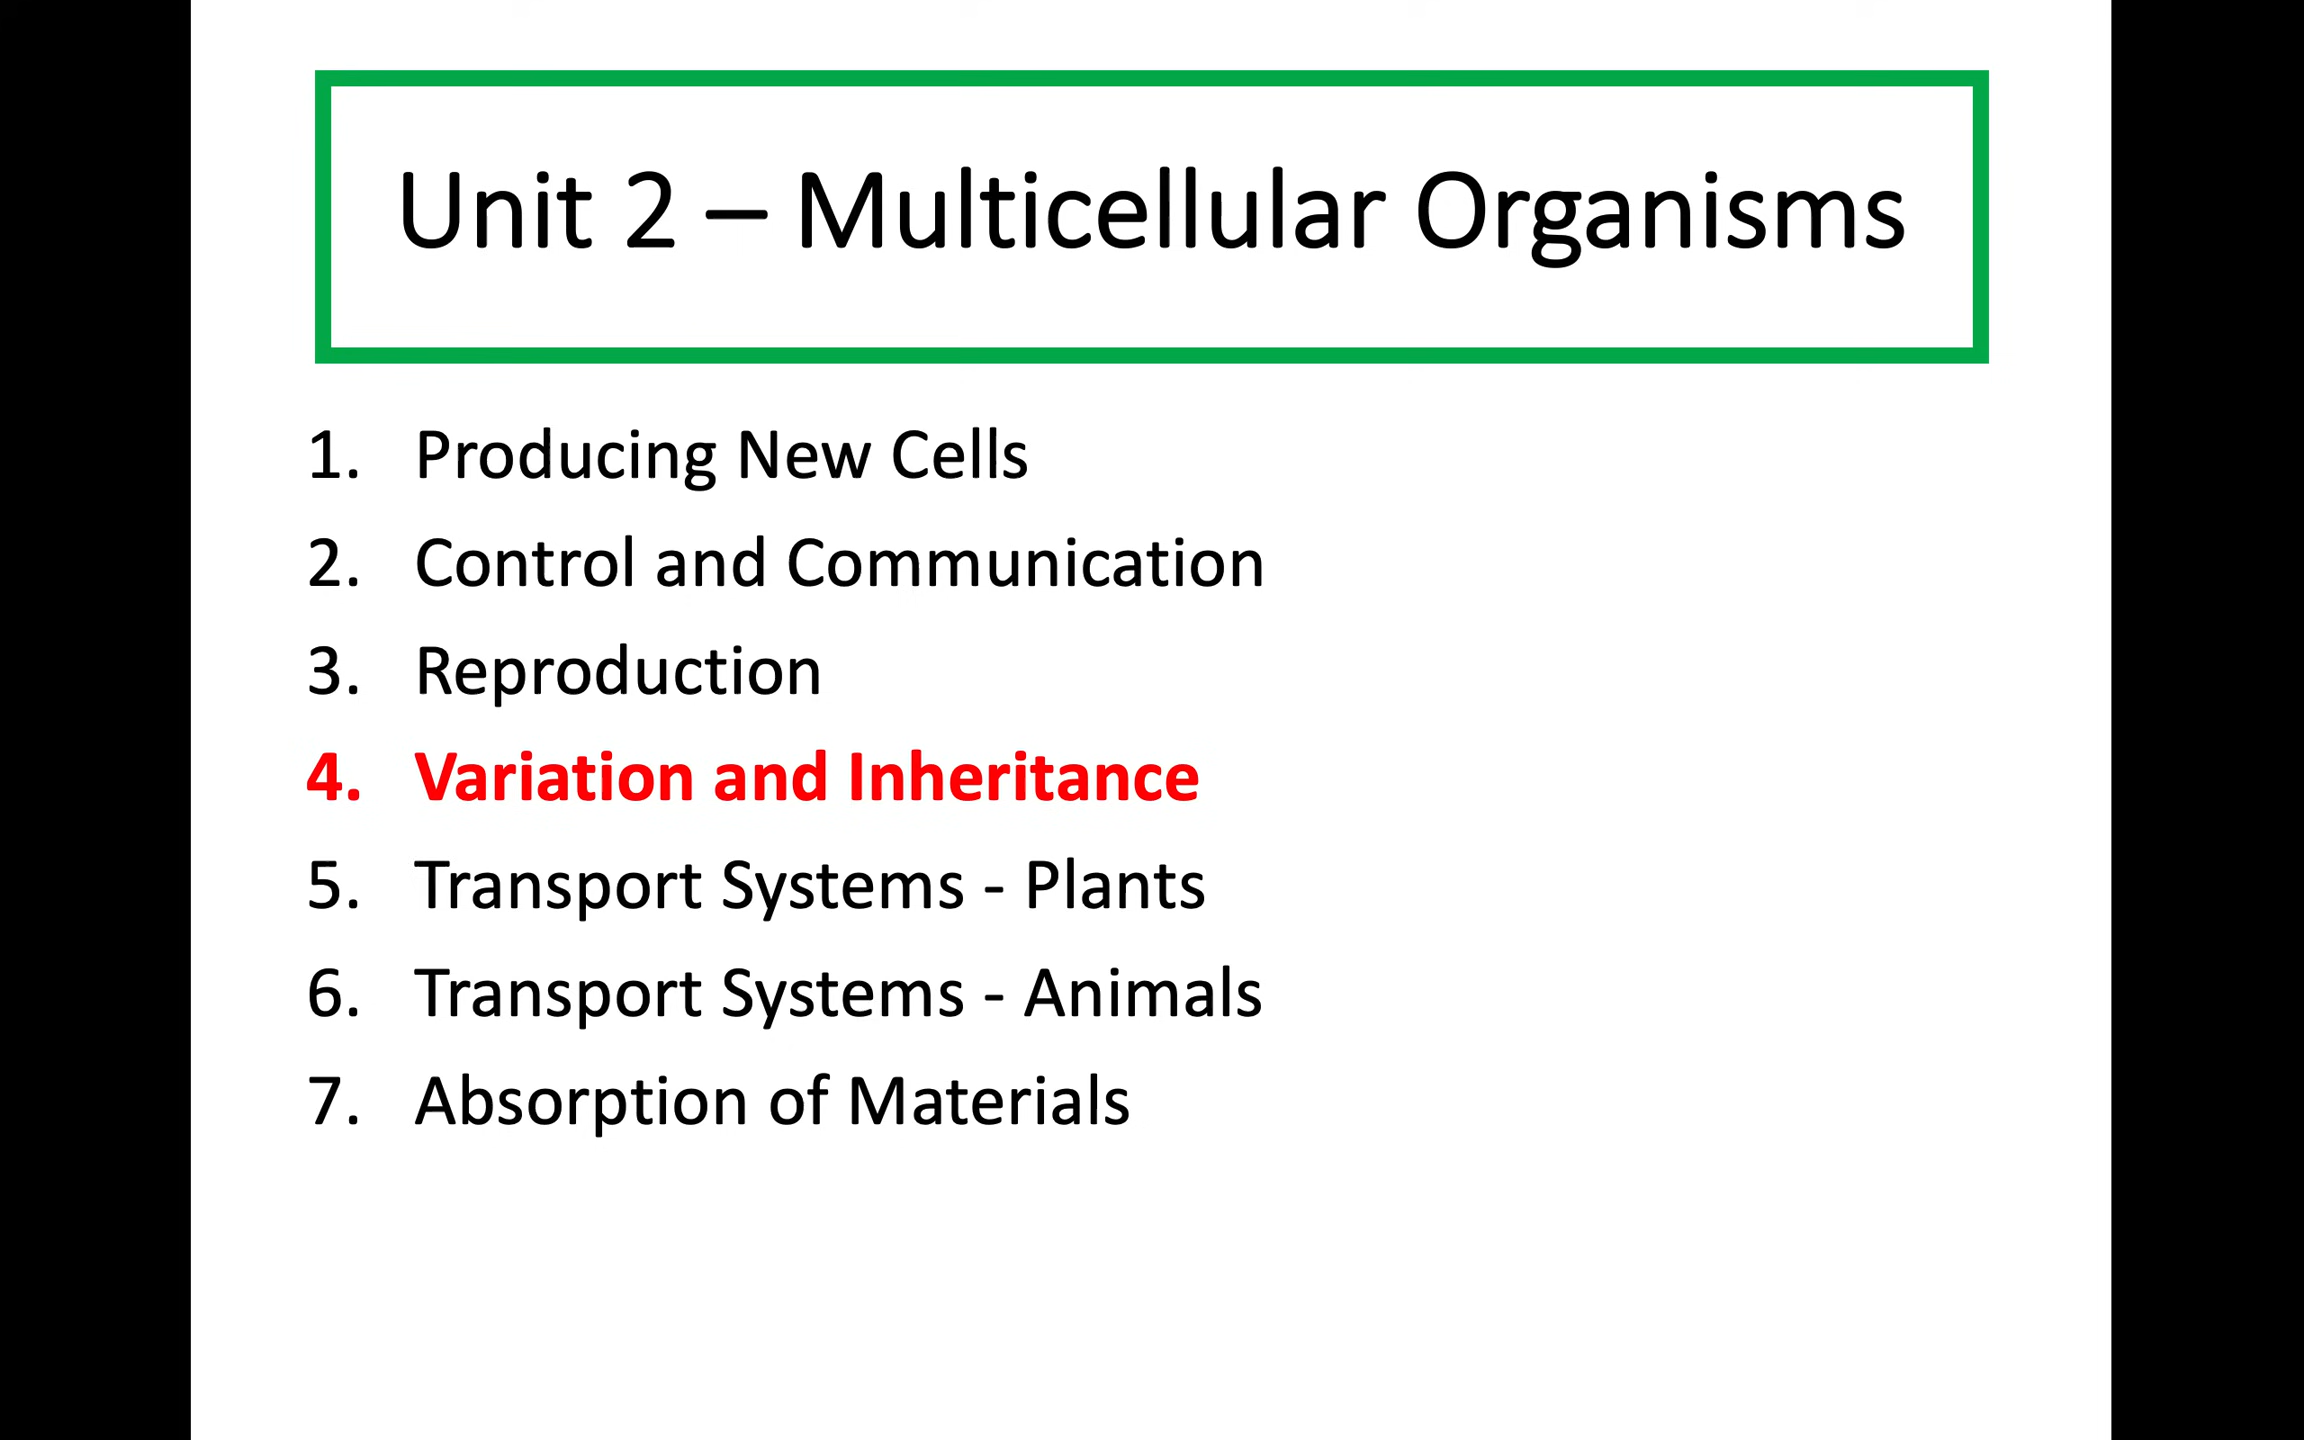 Unit 2 – Multicellular Organisms
1. Producing New Cells
2. Control and Communication
3. Reproduction
4. Variation and Inheritance
5. Transport Systems - Plants
6. Transport Systems - Animals
7. Absorption of Materials